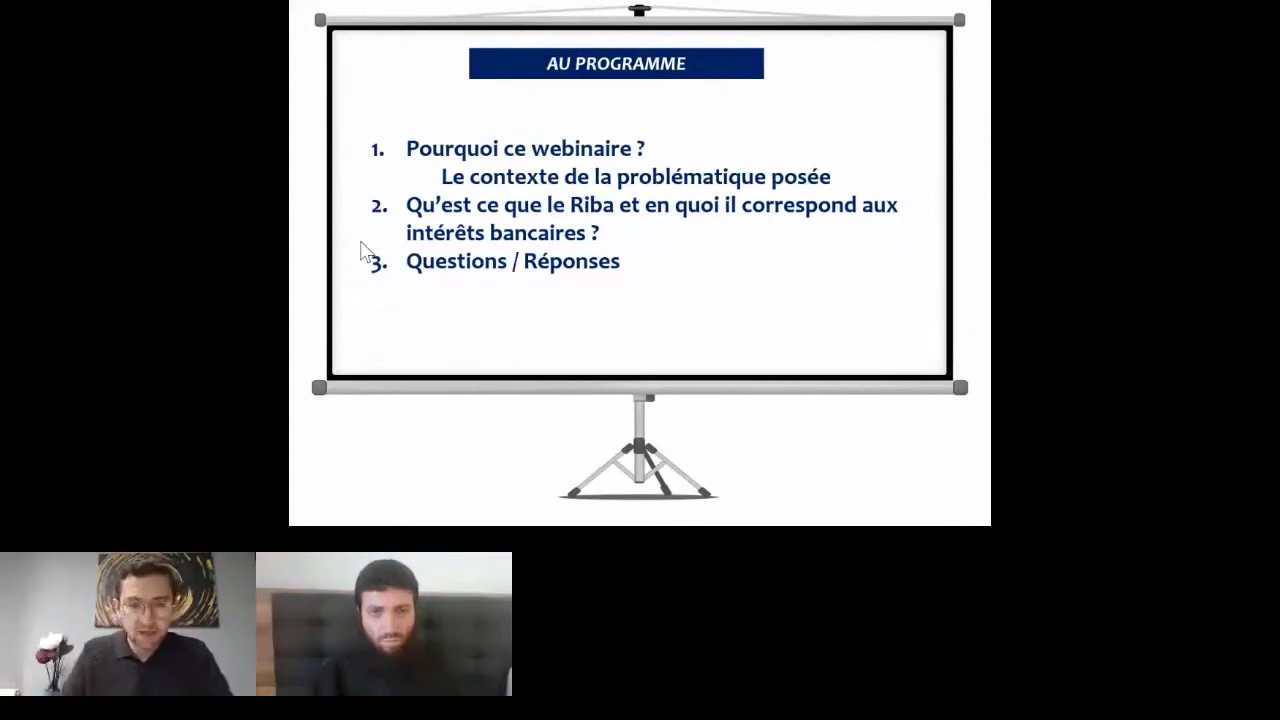 AU PROGRAMME
1. Pourquoi ce webinaire ?
Le contexte de la problématique posée
2. Qu’est ce que le Riba et en quoi il correspond aux
intérêts bancaires ?
3. Questions / Réponses